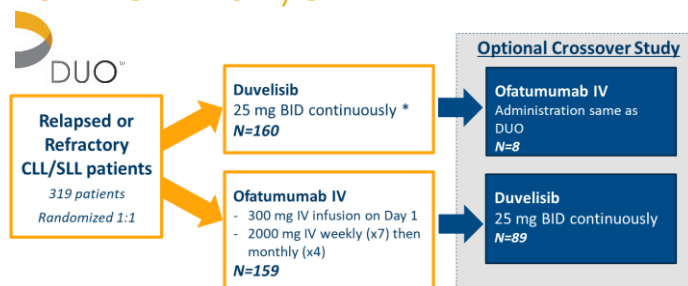 DUO
Relapsed or
Refractory
CLL/SLL patients
319 patients
Randomized 1:1
Duvelisib
25 mg BID continuously *
N=160
Ofatumumab IV
- 300 mg IV infusion on Day 1
- 2000 mg IV weekly (x7) then
monthly (x4)
N=159
Optional Crossover Study
Ofatumumab IV
Administration same as
DUO
N=8
Duvelisib
25 mg BID continuously
N=89